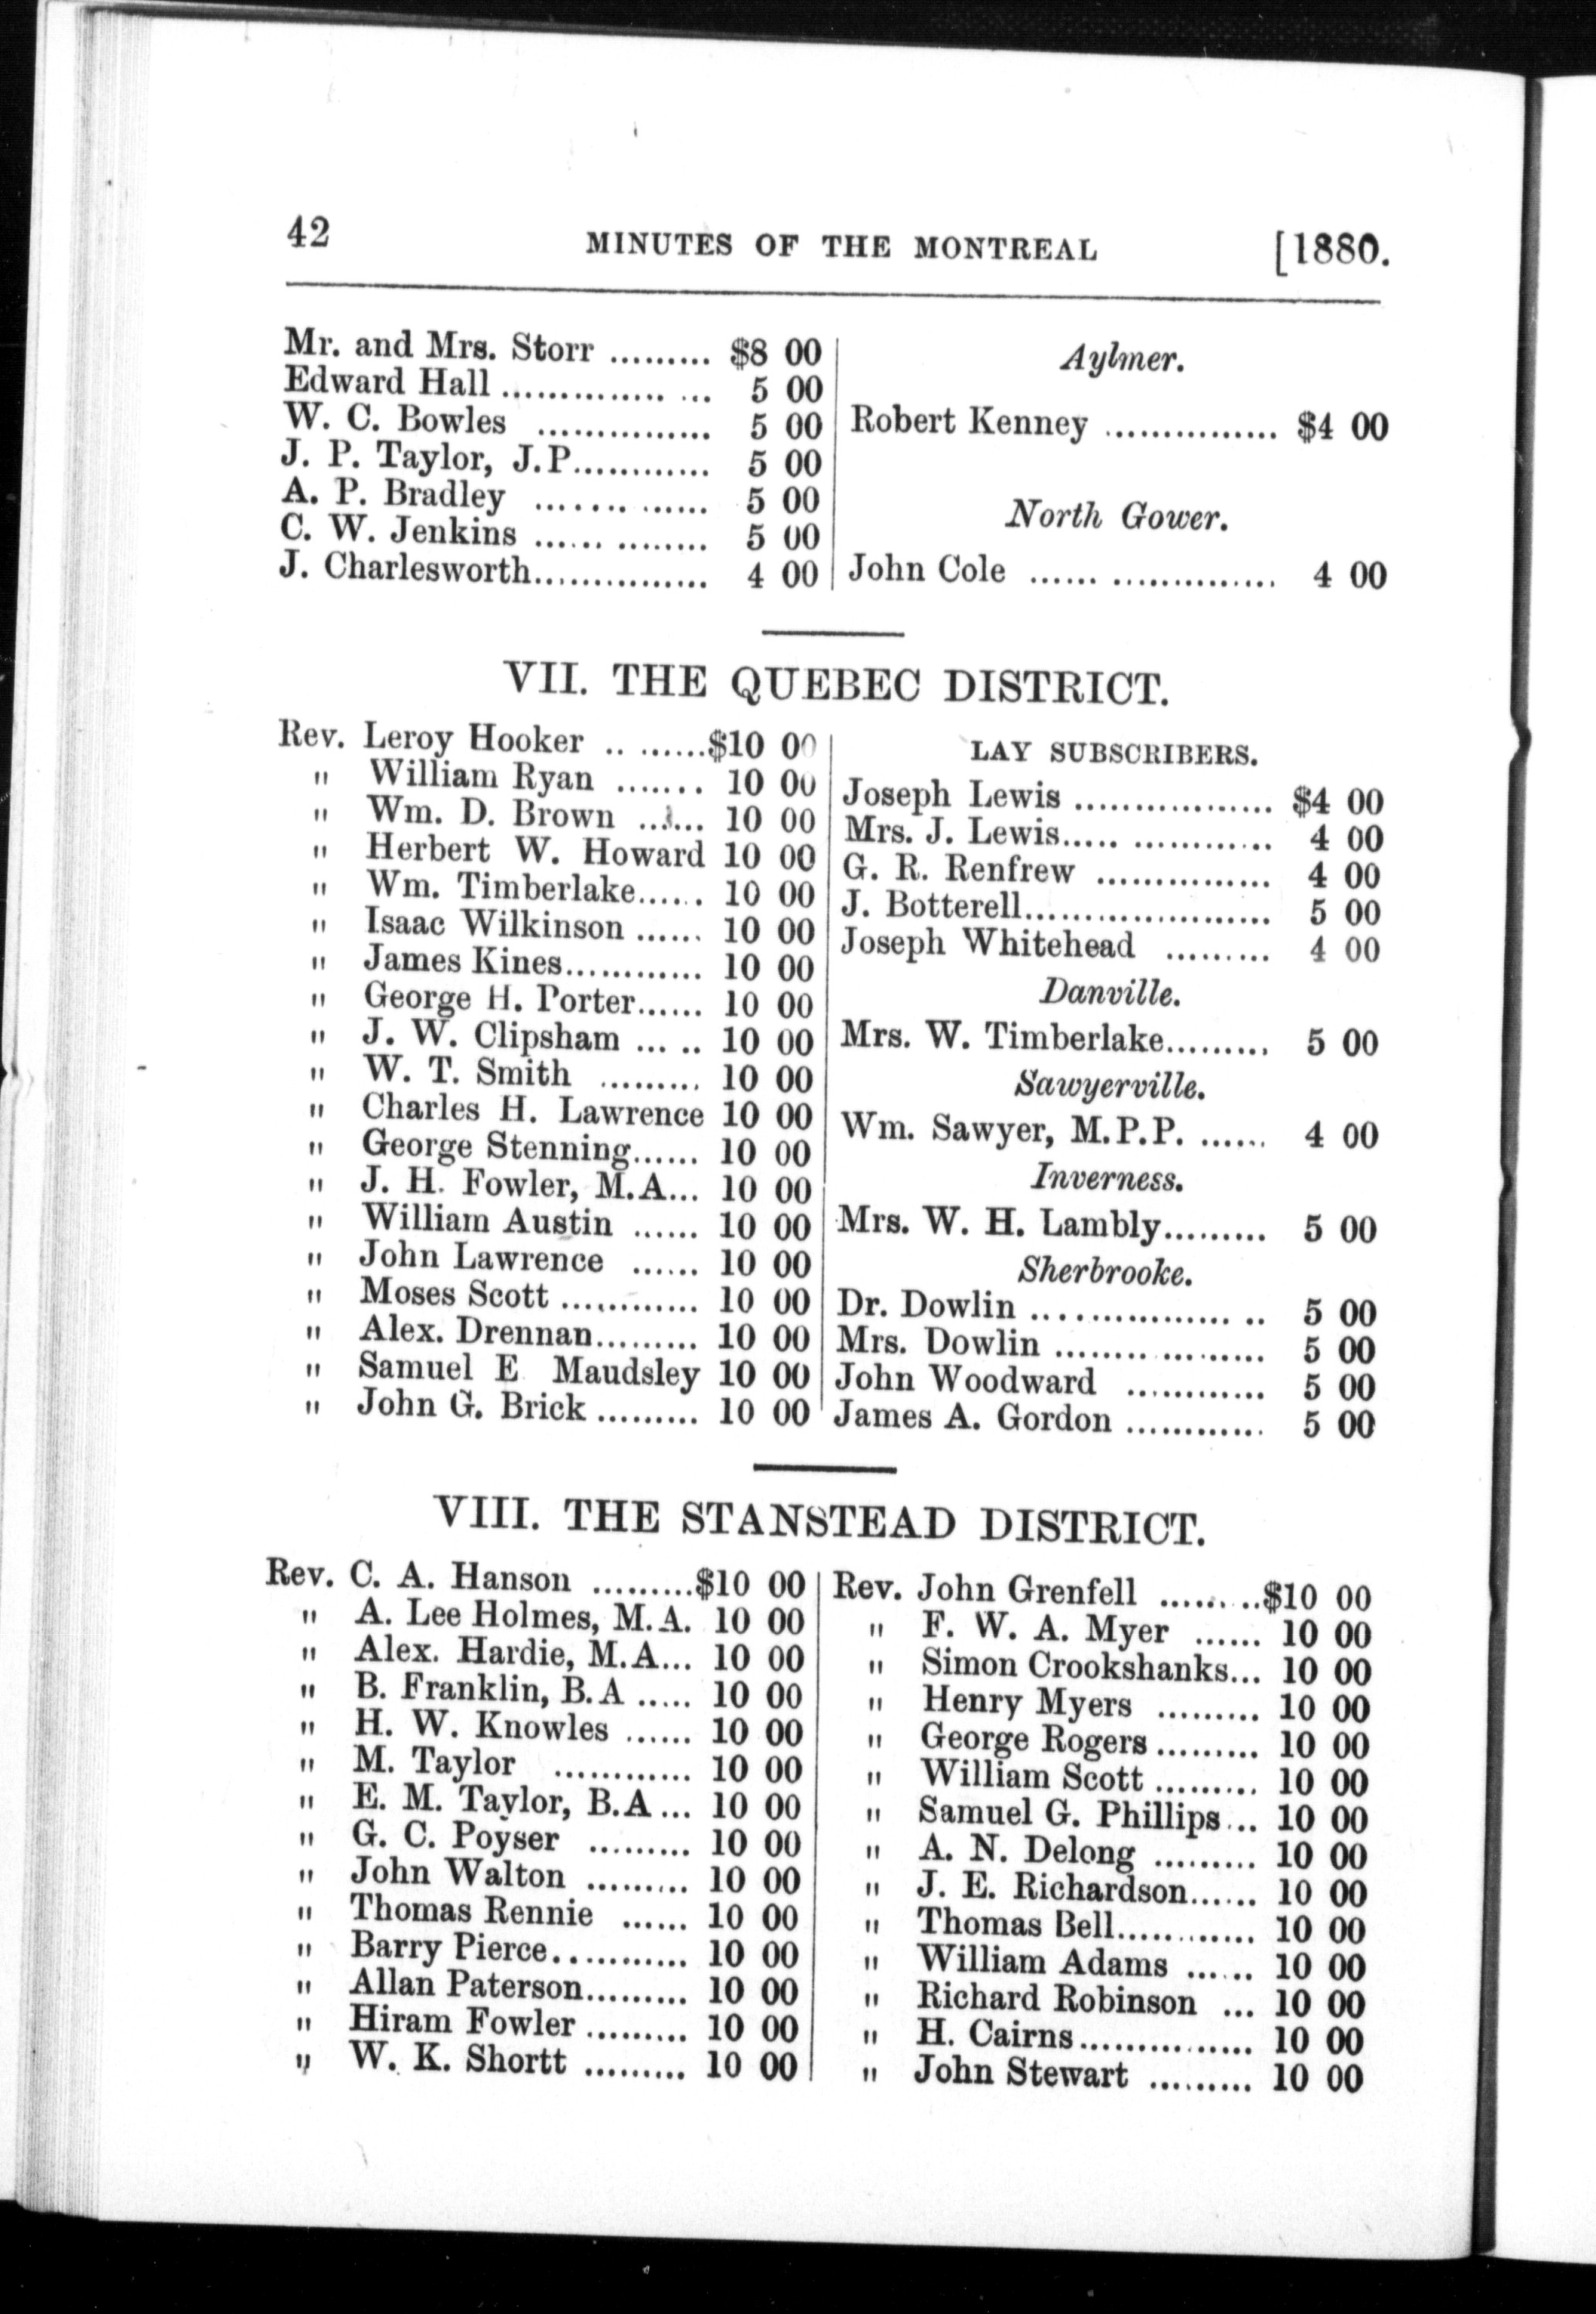 42 MINUTES OF THE MONTREAL [1880.
Mr. and Mrs. Storr ......... $8 00
Edward Hall .............. ... 5 00
W. C. Bowles ............... 5 00
J. P. Taylor, J.P............ 5 00
A. P. Bradley ............. 5 00
C. W. Jenkins ...... ........ 5 00
J. Charlesworth............... 4 00
Aylmer.
Robert Kenney ............... $4 00
North Gower.
John Cole ...... .............. 4 00
VII. THE QUEBEC DISTRICT.
Rev. Leroy Hooker .. .......$10 00
" William Ryan ....... 10 00
" Wm. D. Brown ...... 10 00
" Herbert W. Howard 10 00
" Wm. Timberlake...... 10 00
" Isaac Wilkinson ...... 10 00
" James Kines............ 10 00
" George H. Porter...... 10 00
" J. W. Clipsham ... .. 10 00
" W. T. Smith ......... 10 00
" Charles H. Lawrence 10 00
" George Stenning...... 10 00
" J. H. Fowler, M.A... 10 00
" William Austin ...... 10 00
" John Lawrence ...... 10 00
" Moses Scott ............ 10 00
" Alex. Drennan......... 10 00
" Samuel E Maudsley 10 00
" John G. Brick ......... 10 00
LAY SUBSCRIBERS.
Joseph Lewis ................. $4 00
Mrs. J. Lewis..... ............ 4 00
G. R. Renfrew ............... 4 00
J. Botterell..................... 5 00
Joseph Whitehead ......... 4 00
Danville.
Mrs. W. Timberlake......... 5 00
Sawyerville.
Wm. Sawyer, M.P.P. ...... 4 00
Inverness.
Mrs. W. H. Lambly......... 5 00
Sherbrooke.
Dr. Dowlin ................. .. 5 00
Mrs. Dowlin .................. 5 00
John Woodward ............ 5 00
James A. Gordon ............ 5 00
VIII. THE STANSTEAD DISTRICT.
Rev. C. A. Hanson .........$10 00
" A. Lee Holmes, M.A. 10 00
" Alex. Hardie, M.A... 10 00
" B. Franklin, B.A ..... 10 00
" H. W. Knowles ...... 10 00
" M. Taylor ............ 10 00
" E. M. Taylor, B.A... 10 00
" G. C. Poyser ......... 10 00
" John Walton ......... 10 00
" Thomas Rennie ...... 10 00
" Barry Pierce............ 10 00
" Allan Paterson......... 10 00
" Hiram Fowler ......... 10 00
" W. K. Shortt ......... 10 00
Rev. John Grenfell .........$10 00
" F. W. A. Myer ...... 10 00
" Simon Crookshanks... 10 00
" Henry Myers ......... 10 00
" George Rogers ......... 10 00
" William Scott ......... 10 00
" Samuel G. Phillips... 10 00
" A. N. Delong ......... 10 00
" J. E. Richardson...... 10 00
" Thomas Bell............ 10 00
" William Adams ...... 10 00
" Richard Robinson ... 10 00
" H. Cairns............... 10 00
" John Stewart ......... 10 00